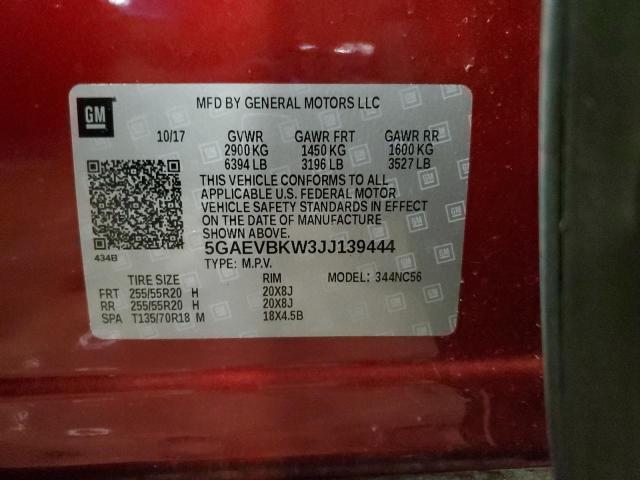 GM
MFD BY GENERAL MOTORS LLC
10/17 GVWR GAWR FRT GAWR RR
2900 KG 1450 KG 1600 KG
6394 LB 3196 LB 3527 LB
THIS VEHICLE CONFORMS TO ALL
APPLICABLE U.S. FEDERAL MOTOR
VEHICLE SAFETY STANDARDS IN EFFECT
ON THE DATE OF MANUFACTURE
SHOWN ABOVE.
434B
5GAEVBKW3JJ139444
TYPE: M.P.V.
TIRE SIZE RIM MODEL: 344NC56
FRT 255/55R20 H 20X8J
RR 255/55R20 H 20X8J
SPA T135/70R18 M 18X4.5B